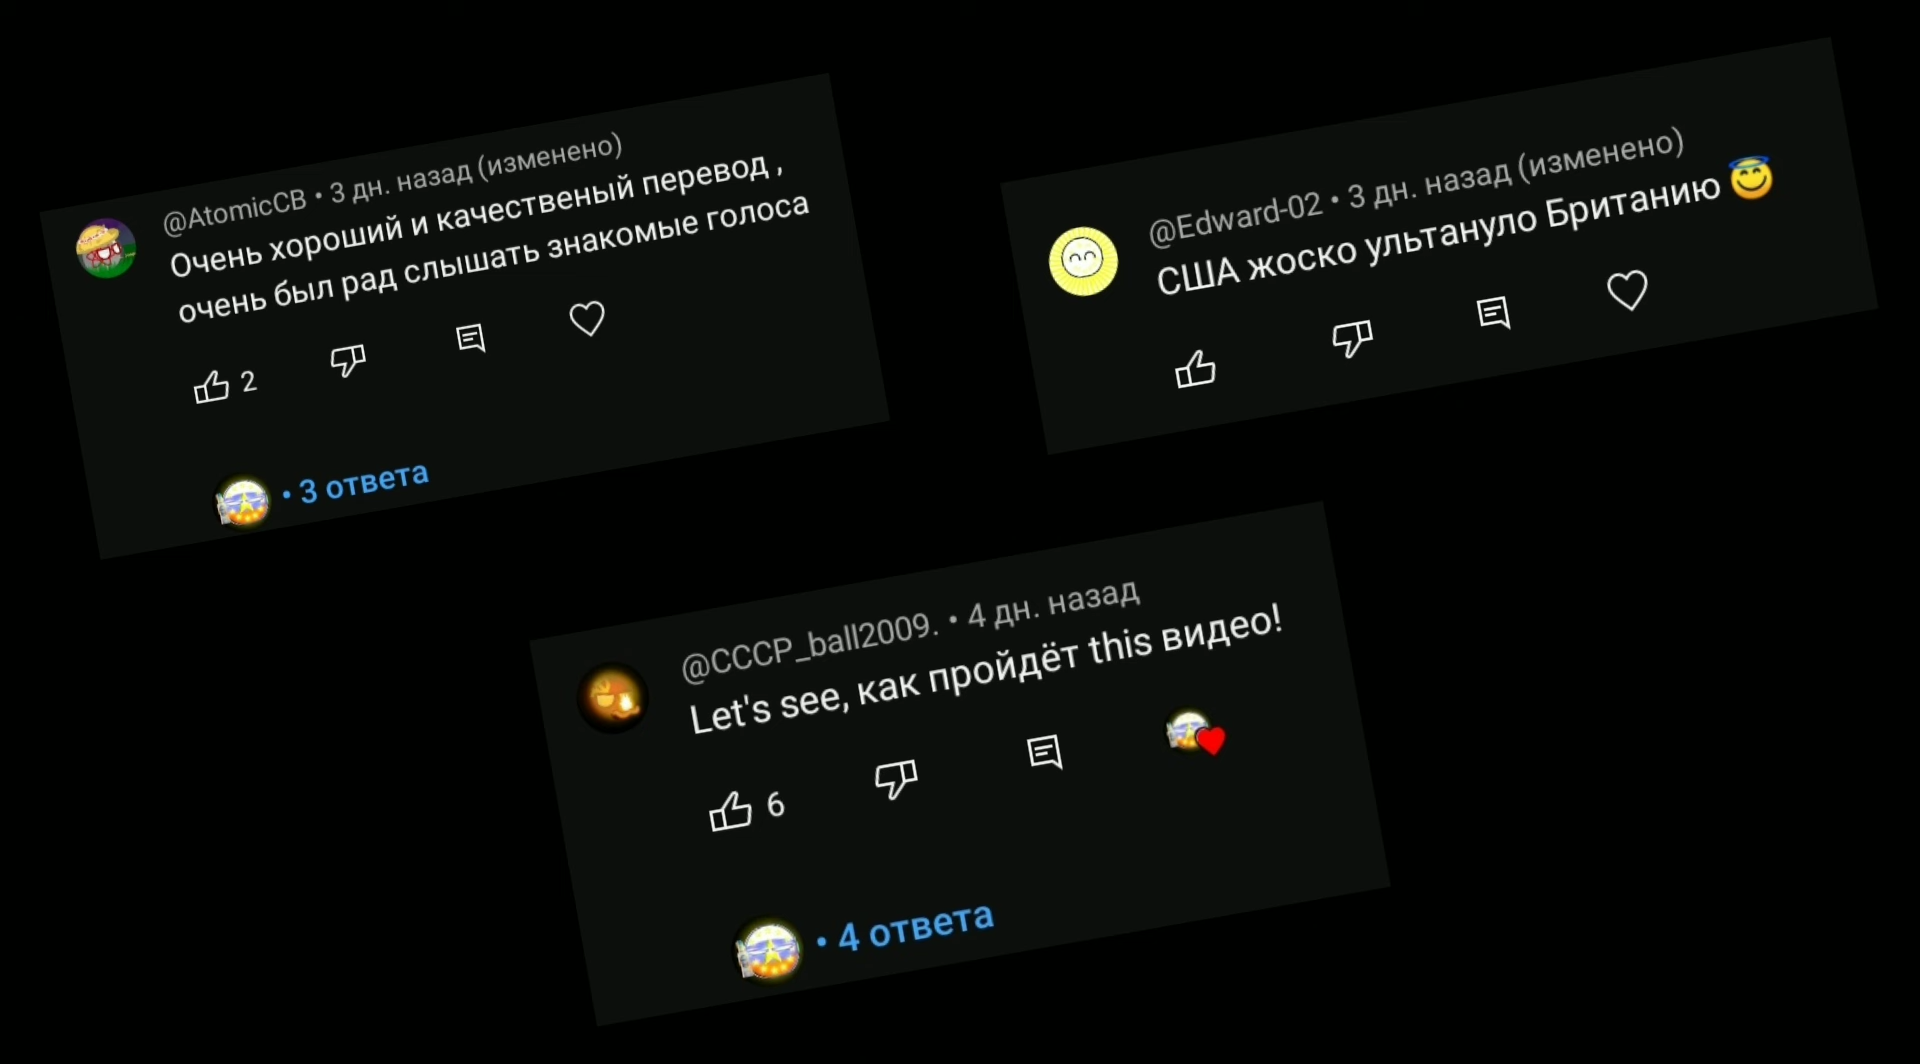 @AtomicCB • 3 дн. назад (изменено)
Очень хороший и качественый перевод ,
очень был рад слышать знакомые голоса
2
• 3 ответа
@Edward-02 • 3 дн. назад (изменено)
США жоско ультануло Британию 😇
@CCCP_ball2009. • 4 дн. назад
Let's see, как пройдёт this видео!
6
• 4 ответа